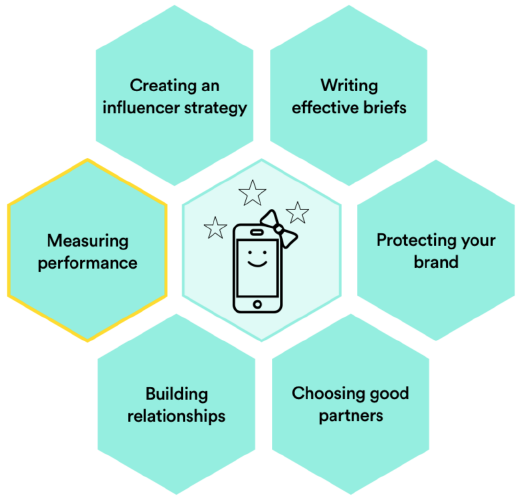 Creating an
influencer strategy
Writing
effective briefs
Measuring
performance
Protecting your
brand
Building
relationships
Choosing good
partners